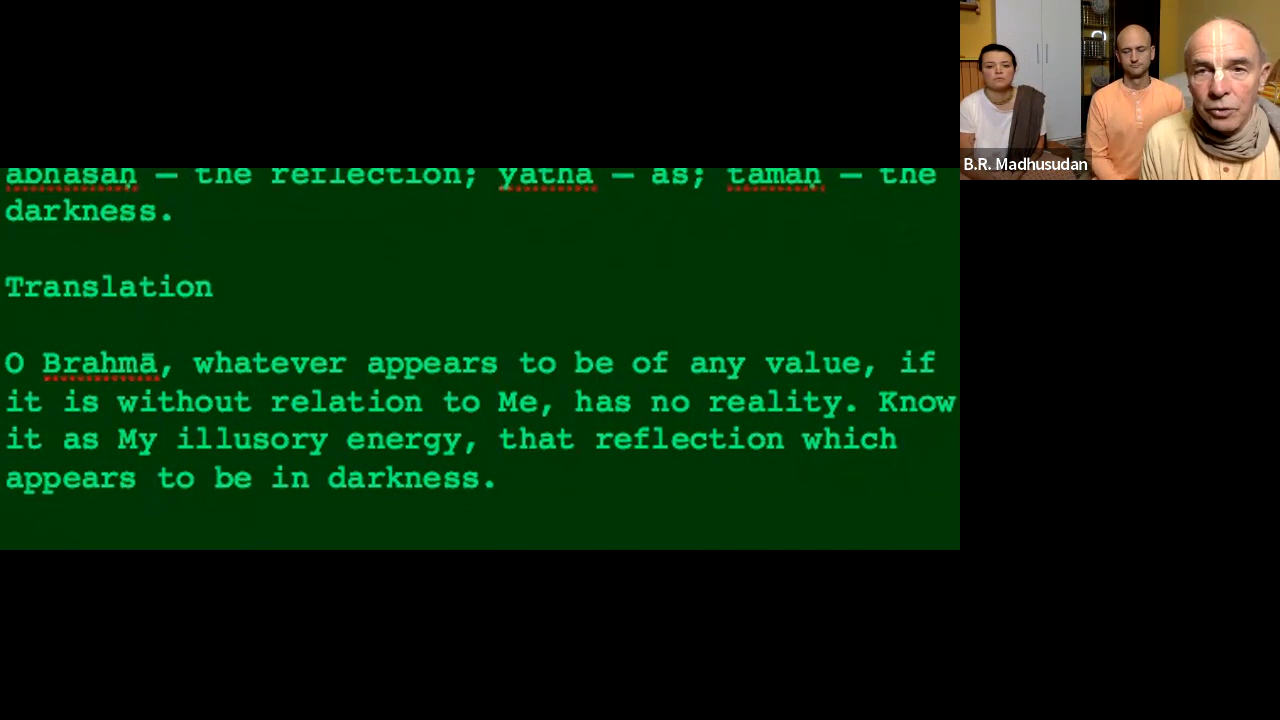 ābhāsaḥ — the reflection; yathā — as; tamaḥ — the
darkness.
Translation
O Brahmā, whatever appears to be of any value, if
it is without relation to Me, has no reality. Know
it as My illusory energy, that reflection which
appears to be in darkness.
B.R. Madhusudan